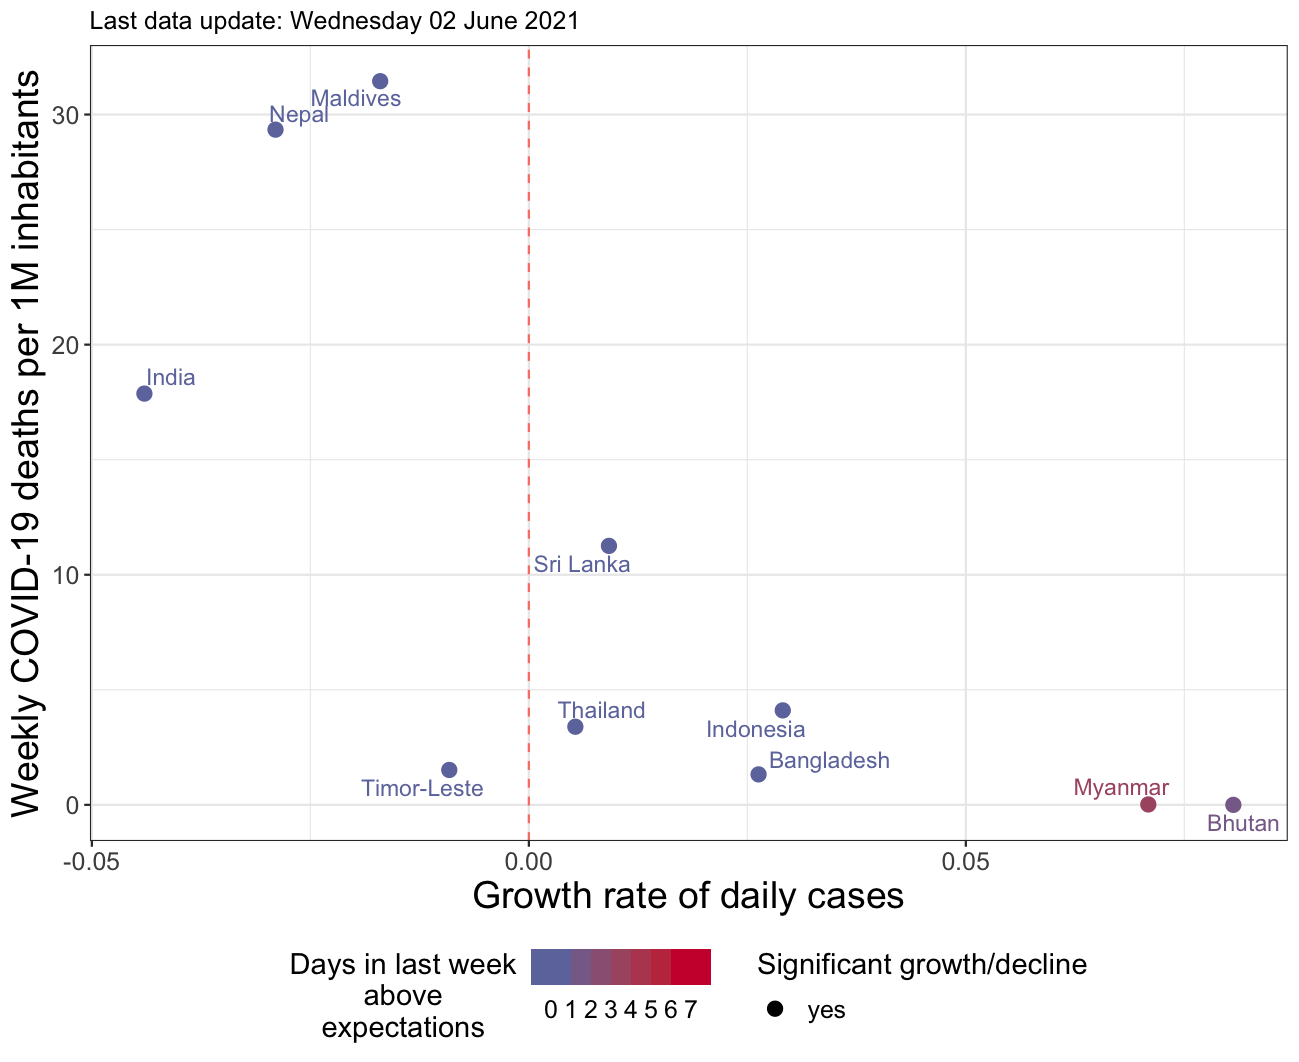 Last data update: Wednesday 02 June 2021
Weekly COVID-19 deaths per 1M inhabitants
30
20
10
0
Maldives
Nepal
India
Sri Lanka
Thailand
Indonesia
Bangladesh
Timor-Leste
Myanmar
Bhutan
-0.05 0.00 0.05
Growth rate of daily cases
Days in last week
above
expectations
0 1 2 3 4 5 6 7
Significant growth/decline
yes